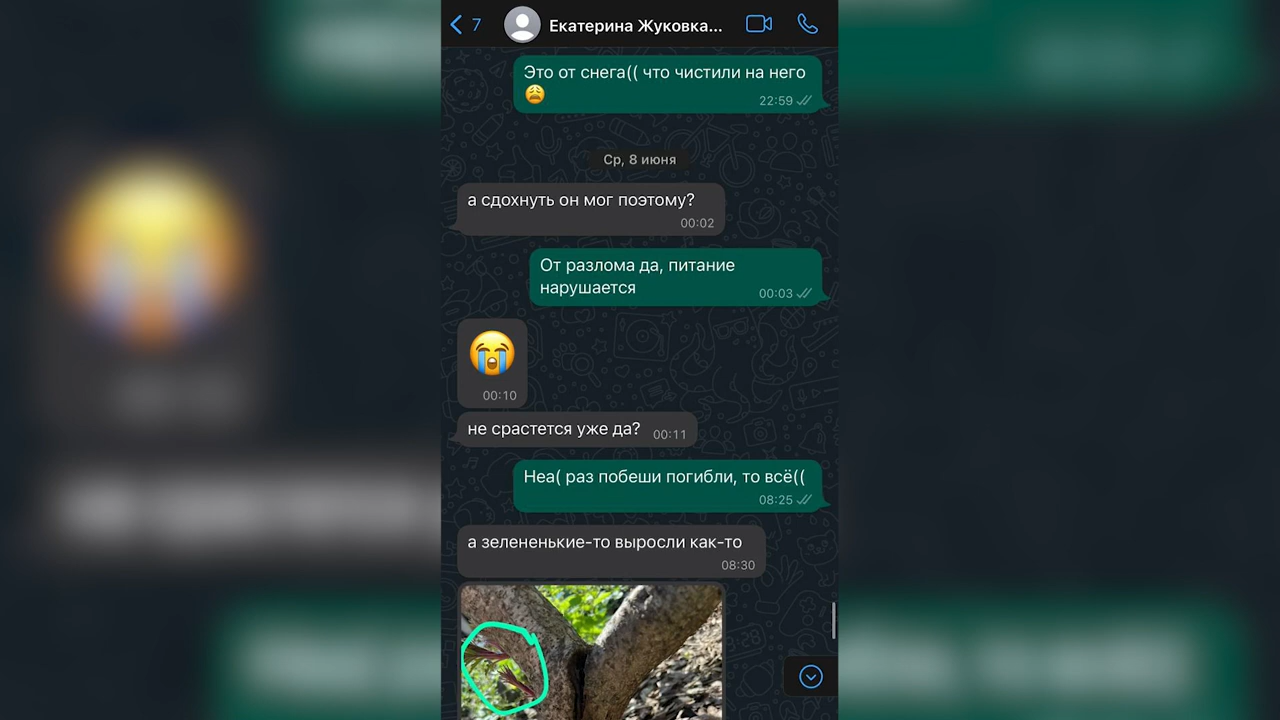 7
Екатерина Жуковка...
Это от снега(( что чистили на него
😩
22:59
Ср, 8 июня
а сдохнуть он мог поэтому?
00:02
От разлома да, питание
нарушается
00:03
😭
00:10
не срастется уже да?
00:11
Неа( раз побеши погибли, то всё((
08:25
а зелененькие-то выросли как-то
08:30